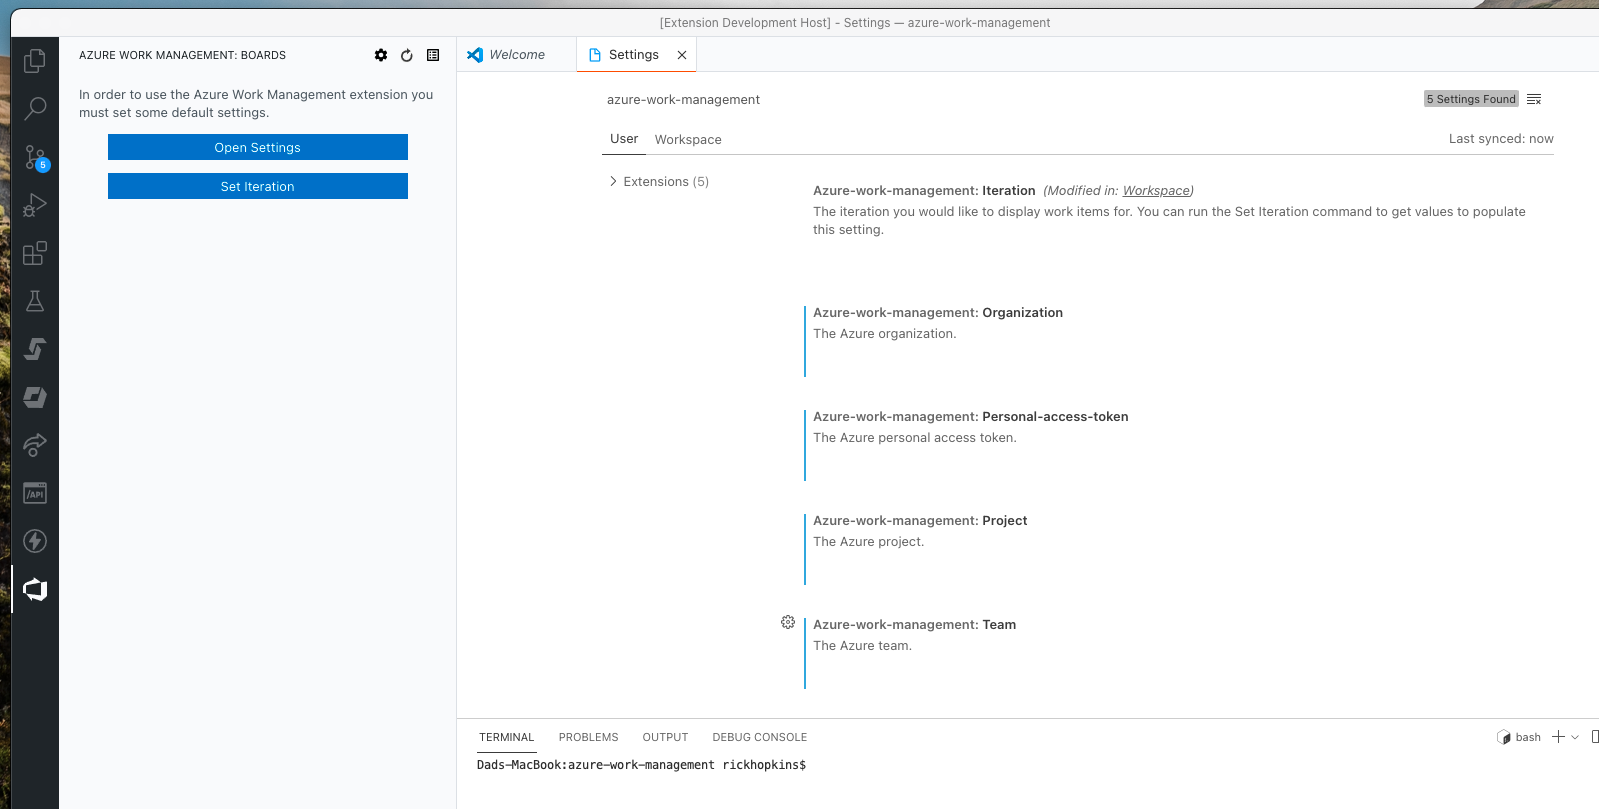 [Extension Development Host] - Settings — azure-work-management
AZURE WORK MANAGEMENT: BOARDS
In order to use the Azure Work Management extension you
must set some default settings.
Open Settings
Set Iteration
5
/API
Welcome
Settings
azure-work-management
5 Settings Found
User
Workspace
Last synced: now
Extensions (5)
Azure-work-management: Iteration (Modified in: Workspace)
The iteration you would like to display work items for. You can run the Set Iteration command to get values to populate
this setting.
Azure-work-management: Organization
The Azure organization.
Azure-work-management: Personal-access-token
The Azure personal access token.
Azure-work-management: Project
The Azure project.
Azure-work-management: Team
The Azure team.
TERMINAL
PROBLEMS
OUTPUT
DEBUG CONSOLE
bash
Dads-MacBook:azure-work-management rickhopkins$